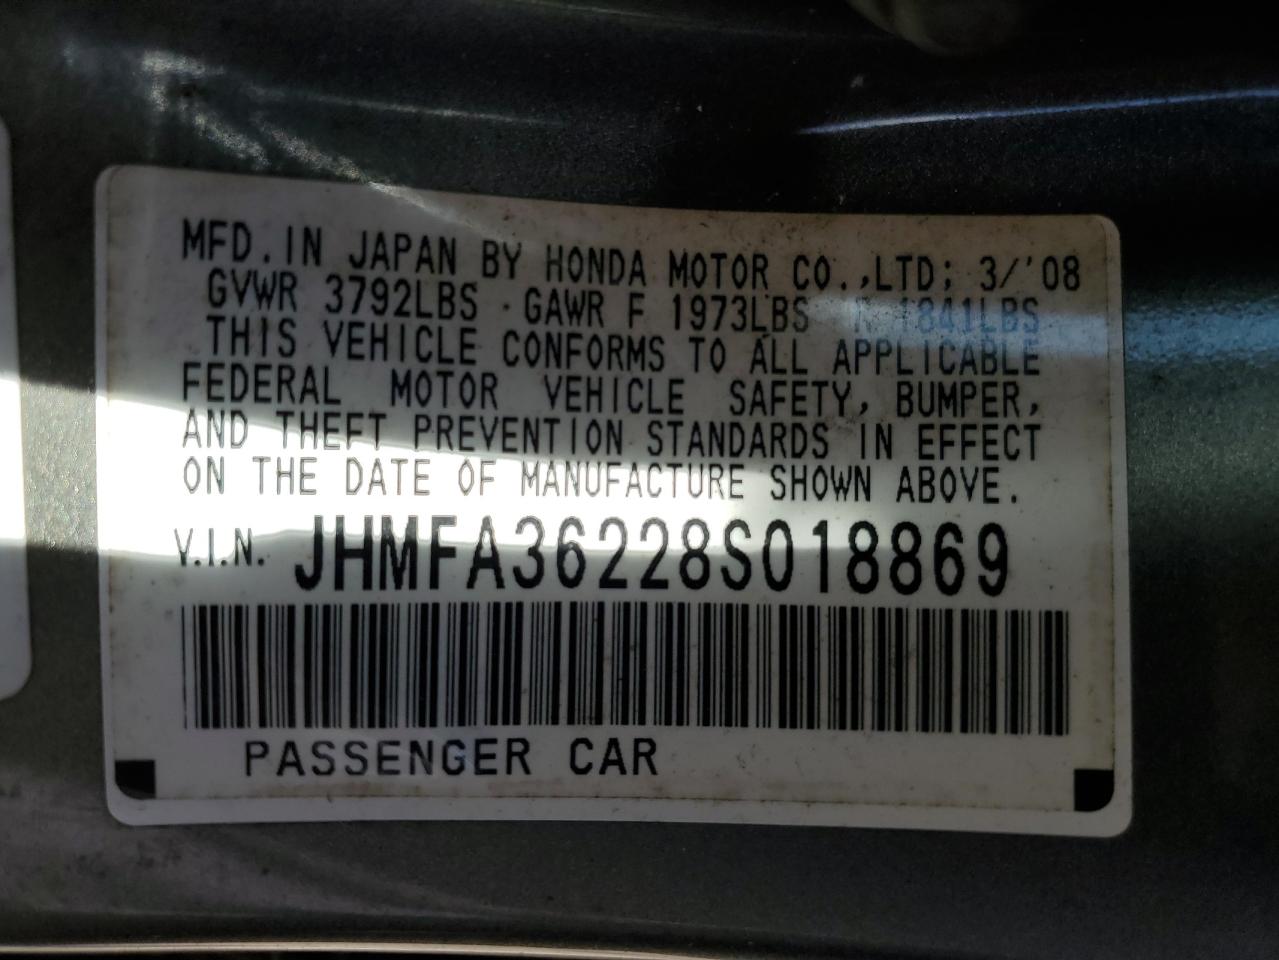 MFD.IN JAPAN BY HONDA MOTOR CO.,LTD; 3/'08
GVWR 3792LBS GAWR F 1973LBS R 1841LBS
THIS VEHICLE CONFORMS TO ALL APPLICABLE
FEDERAL MOTOR VEHICLE SAFETY, BUMPER,
AND THEFT PREVENTION STANDARDS IN EFFECT
ON THE DATE OF MANUFACTURE SHOWN ABOVE.
V.I.N. JHMFA36228S018869
PASSENGER CAR